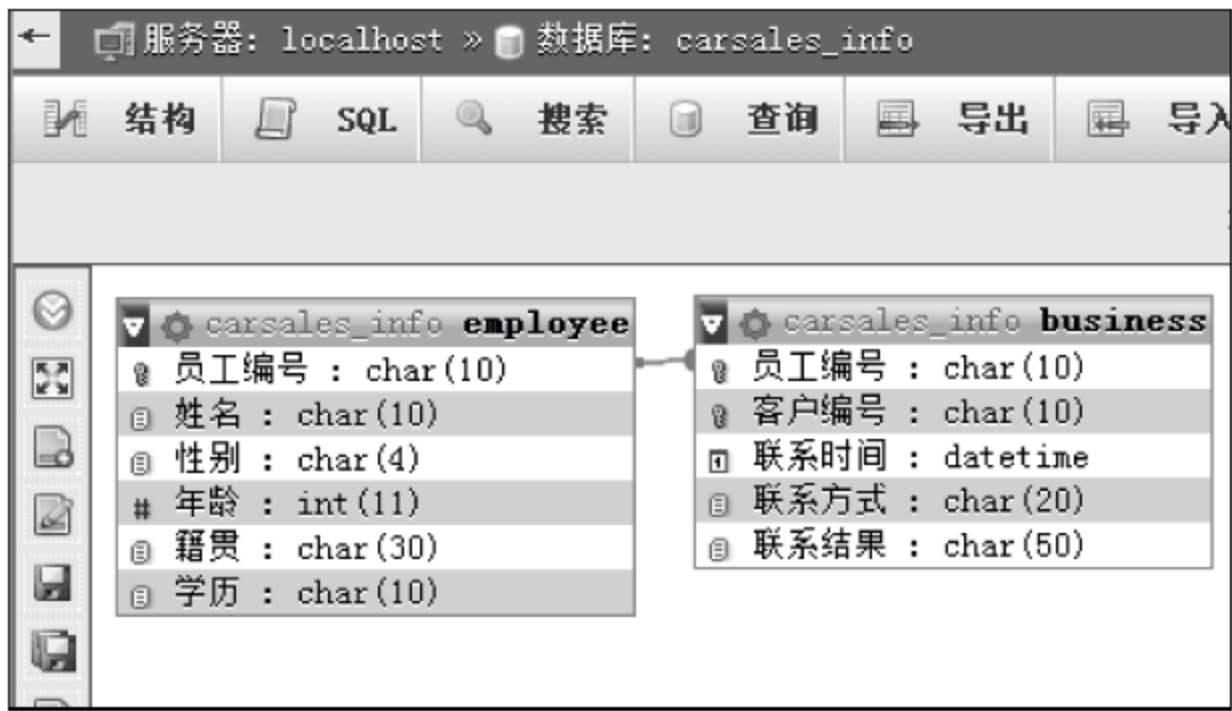 服务器: localhost » 数据库: carsales_info
结构 SQL 搜索 查询 导出 导入
carsales_info employee
员工编号 : char(10)
姓名 : char(10)
性别 : char(4)
# 年龄 : int(11)
籍贯 : char(30)
学历 : char(10)
carsales_info business
员工编号 : char(10)
客户编号 : char(10)
联系时间 : datetime
联系方式 : char(20)
联系结果 : char(50)